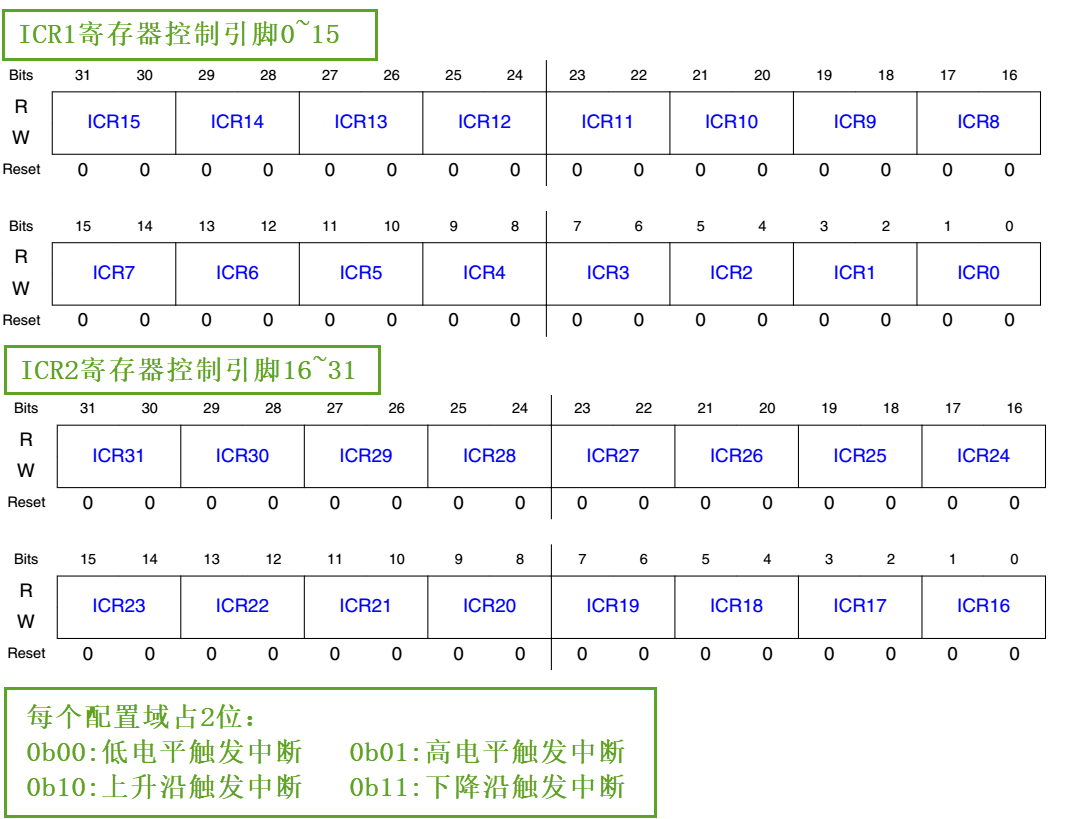 ICR1寄存器控制引脚0~15
Bits 31 30 29 28 27 26 25 24 23 22 21 20 19 18 17 16
R
W
ICR15 ICR14 ICR13 ICR12 ICR11 ICR10 ICR9 ICR8
Reset 0 0 0 0 0 0 0 0 0 0 0 0 0 0 0 0
Bits 15 14 13 12 11 10 9 8 7 6 5 4 3 2 1 0
R
W
ICR7 ICR6 ICR5 ICR4 ICR3 ICR2 ICR1 ICR0
Reset 0 0 0 0 0 0 0 0 0 0 0 0 0 0 0 0
ICR2寄存器控制引脚16~31
Bits 31 30 29 28 27 26 25 24 23 22 21 20 19 18 17 16
R
W
ICR31 ICR30 ICR29 ICR28 ICR27 ICR26 ICR25 ICR24
Reset 0 0 0 0 0 0 0 0 0 0 0 0 0 0 0 0
Bits 15 14 13 12 11 10 9 8 7 6 5 4 3 2 1 0
R
W
ICR23 ICR22 ICR21 ICR20 ICR19 ICR18 ICR17 ICR16
Reset 0 0 0 0 0 0 0 0 0 0 0 0 0 0 0 0
每个配置域占2位：
0b00:低电平触发中断 0b01:高电平触发中断
0b10:上升沿触发中断 0b11:下降沿触发中断